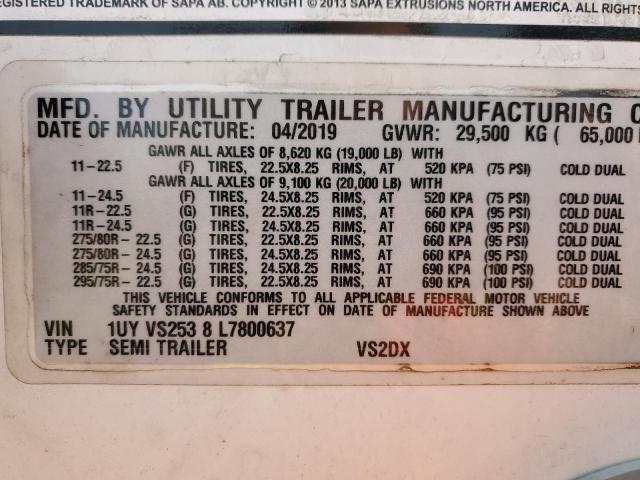 EGISTERED TRADEMARK OF SAPA AB. COPYRIGHT © 2013 SAPA EXTRUSIONS NORTH AMERICA. ALL RIGHTS
MFD. BY UTILITY TRAILER MANUFACTURING C
DATE OF MANUFACTURE: 04/2019 GVWR: 29,500 KG ( 65,000
GAWR ALL AXLES OF 8,620 KG (19,000 LB) WITH
11-22.5 (F) TIRES, 22.5X8.25 RIMS, AT 520 KPA (75 PSI) COLD DUAL
GAWR ALL AXLES OF 9,100 KG (20,000 LB) WITH
11-24.5 (F) TIRES, 24.5X8.25 RIMS, AT 520 KPA (75 PSI) COLD DUAL
11R-22.5 (G) TIRES, 22.5X8.25 RIMS, AT 660 KPA (95 PSI) COLD DUAL
11R-24.5 (G) TIRES, 24.5X8.25 RIMS, AT 660 KPA (95 PSI) COLD DUAL
275/80R- 22.5 (G) TIRES, 22.5X8.25 RIMS, AT 660 KPA (95 PSI) COLD DUAL
275/80R- 24.5 (G) TIRES, 24.5X8.25 RIMS, AT 660 KPA (95 PSI) COLD DUAL
285/75R- 24.5 (G) TIRES, 24.5X8.25 RIMS, AT 690 KPA (100 PSI) COLD DUAL
295/75R- 22.5 (G) TIRES, 22.5X8.25 RIMS, AT 690 KPA (100 PSI) COLD DUAL
THIS VEHICLE CONFORMS TO ALL APPLICABLE FEDERAL MOTOR VEHICLE
SAFETY STANDARDS IN EFFECT ON DATE OF MANUFACTURE SHOWN ABOVE
VIN 1UY VS253 8 L7800637
TYPE SEMI TRAILER VS2DX